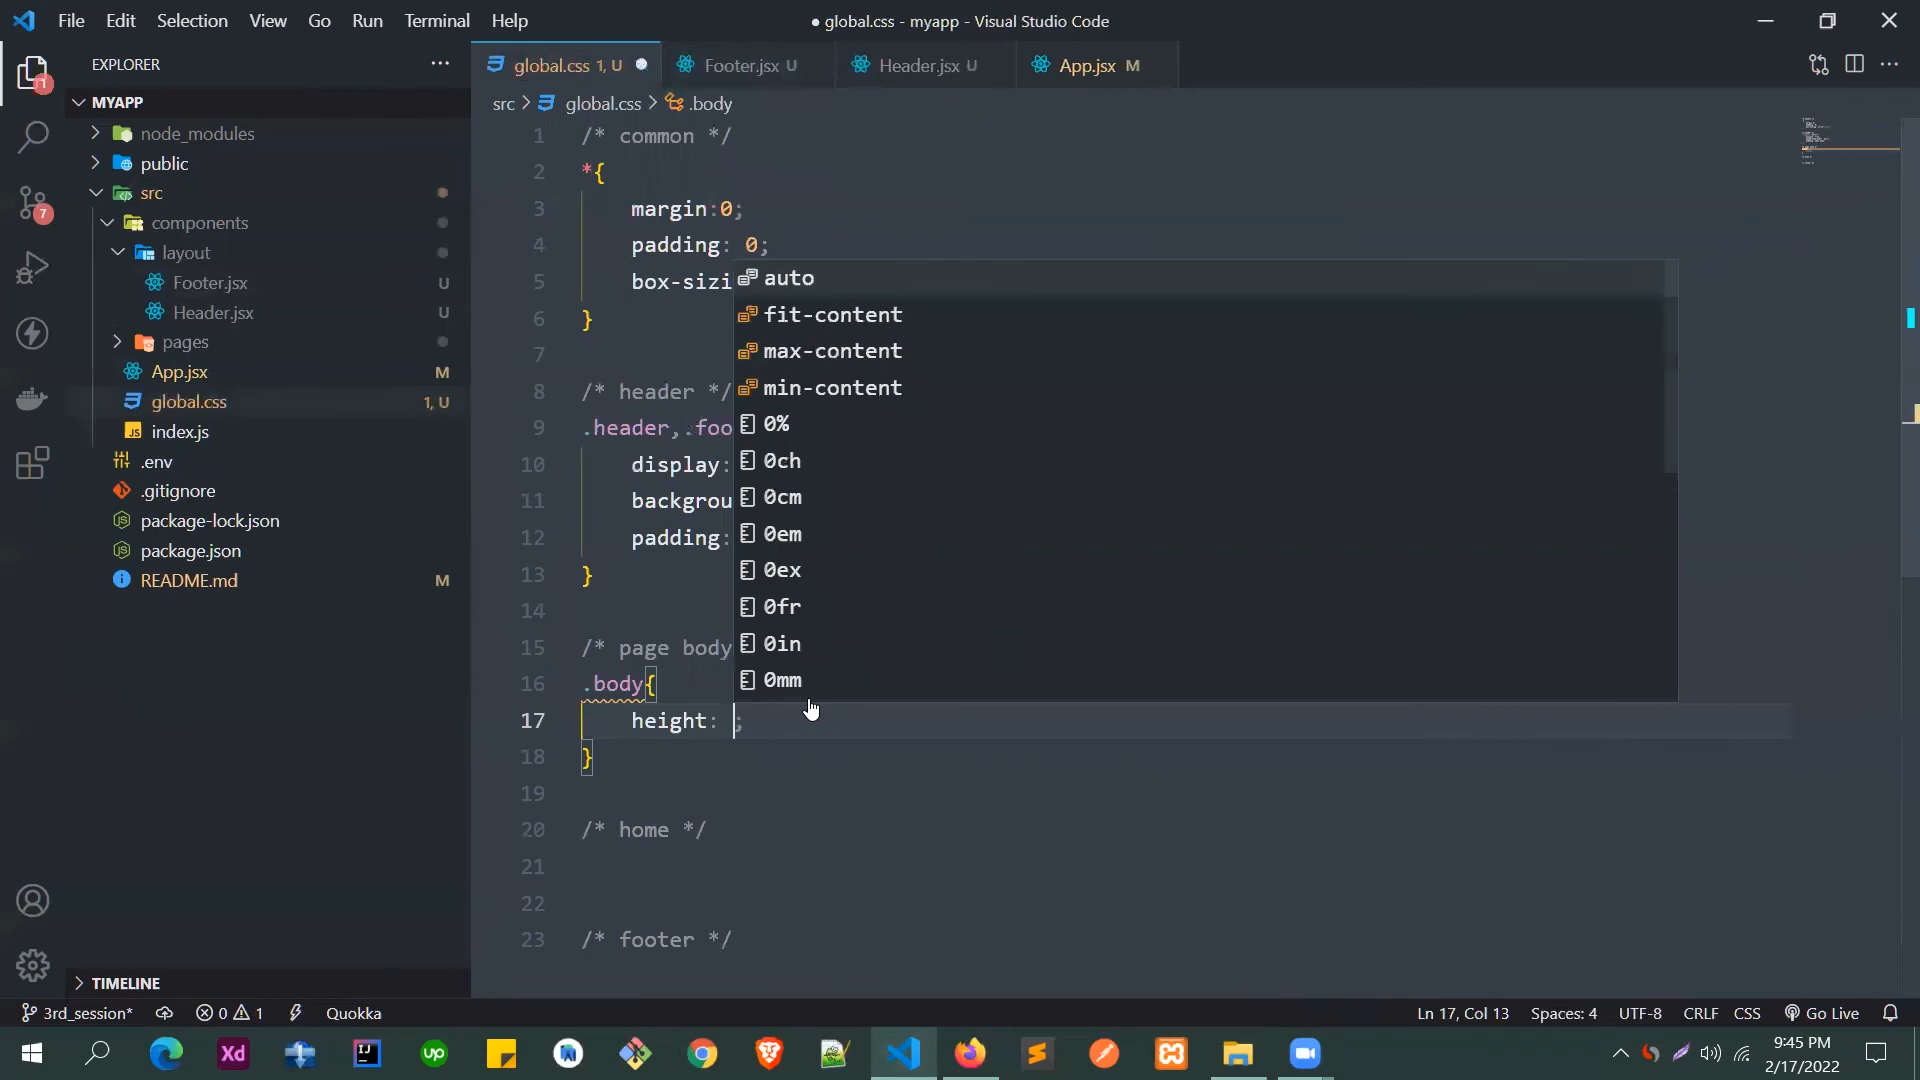 File Edit Selection View Go Run Terminal Help
● global.css - myapp - Visual Studio Code
EXPLORER
MYAPP
node_modules
public
src
components
layout
Footer.jsx U
Header.jsx U
pages
App.jsx M
global.css 1, U
index.js
.env
.gitignore
package-lock.json
package.json
README.md M
TIMELINE
1
7
global.css 1, U
Footer.jsx U
Header.jsx U
App.jsx M
src > global.css > .body
1 /* common */
2 *{
3 margin:0;
4 padding: 0;
5 box-sizi
6 }
7
8 /* header */
9 .header,.foo
10 display:
11 backgrou
12 padding:
13 }
14
15 /* page body
16 .body{
17 height: ;
18 }
19
20 /* home */
21
22
23 /* footer */
auto
fit-content
max-content
min-content
0%
0ch
0cm
0em
0ex
0fr
0in
0mm
3rd_session* 0 1 Quokka
Ln 17, Col 13 Spaces: 4 UTF-8 CRLF CSS Go Live
Xd
IJ
up
9:45 PM
2/17/2022